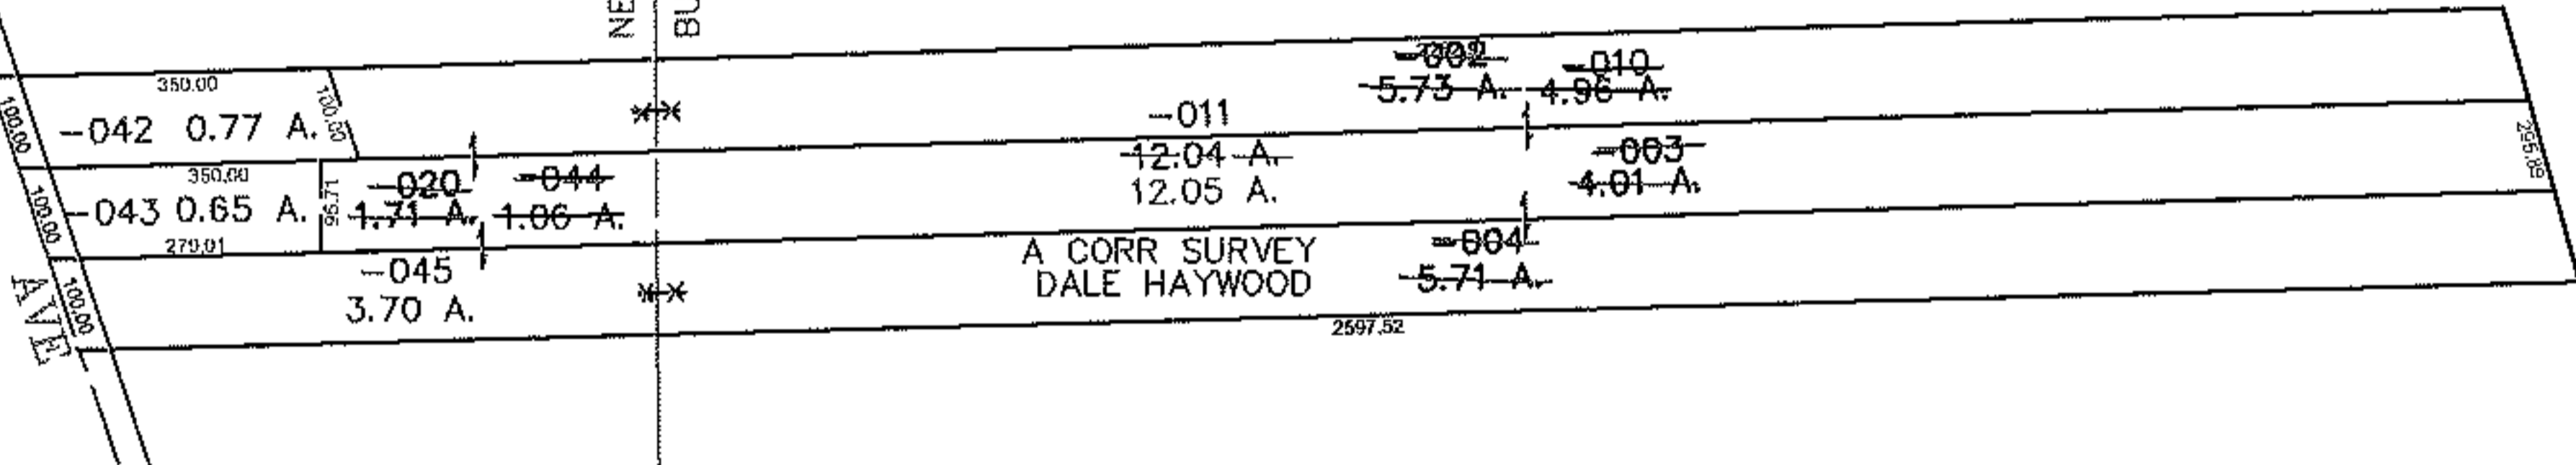 NE
BU
350.00
100.00
100.00
-042 0.77 A.
-011
12.04 A.
12.05 A.
-002
5.73 A.
-010
4.96 A.
350.00
100.00
-043 0.65 A.
96.71
-020
1.71 A.
-044
1.06 A.
-003
4.01 A.
295.86
279.01
-045
3.70 A.
100.00
AVE
A CORR SURVEY
DALE HAYWOOD
-004
5.71 A.
2597.52